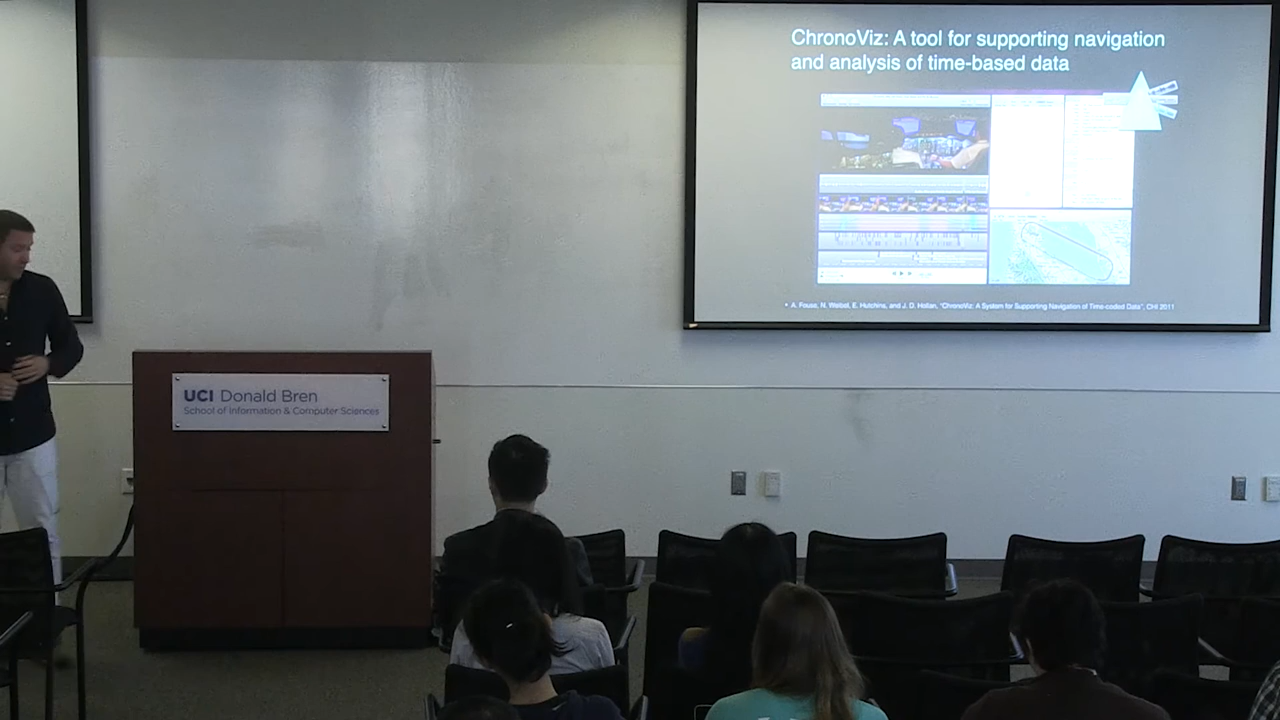 ChronoViz: A tool for supporting navigation
and analysis of time-based data
• A. Fouse, N. Weibel, E. Hutchins, and J. D. Hollan, "ChronoViz: A System for Supporting Navigation of Time-coded Data", CHI 2011
UCI Donald Bren
School of Information & Computer Sciences